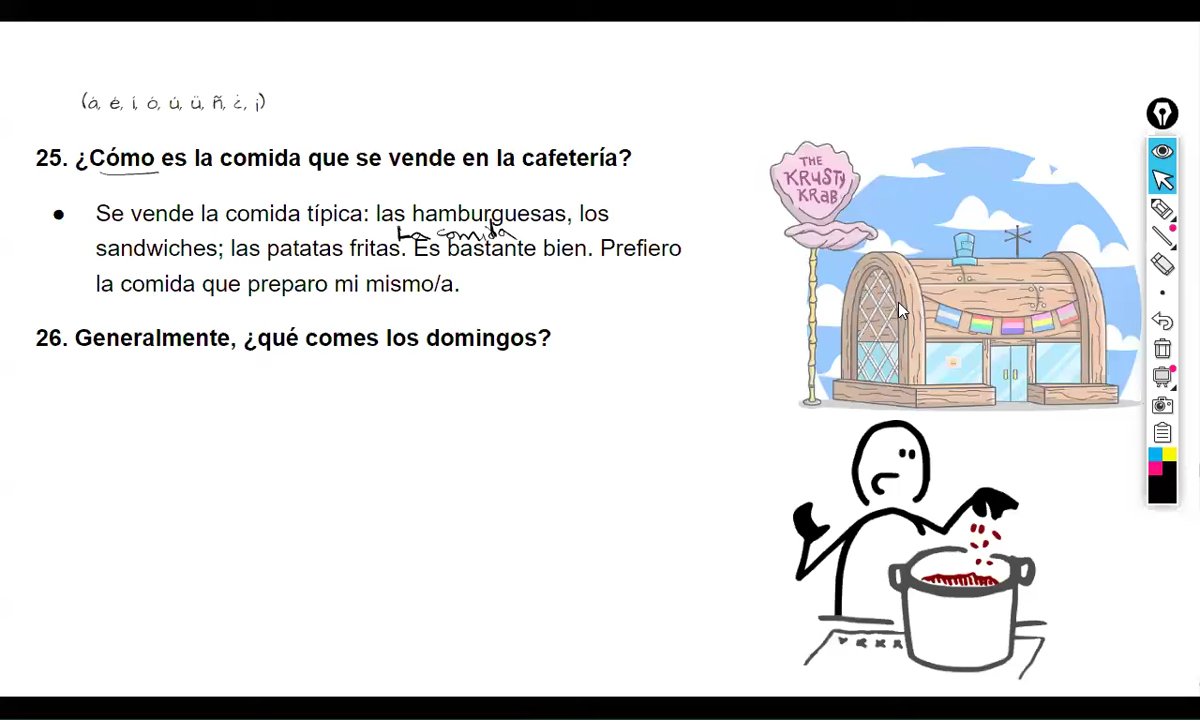 (á, é, í, ó, ú, ü, ñ, ¿, ¡)
25. ¿Cómo es la comida que se vende en la cafetería?
● Se vende la comida típica: las hamburguesas, los
La comida
sandwiches; las patatas fritas. Es bastante bien. Prefiero
la comida que preparo mi mismo/a.
26. Generalmente, ¿qué comes los domingos?
THE
KRUSTY
KRAB